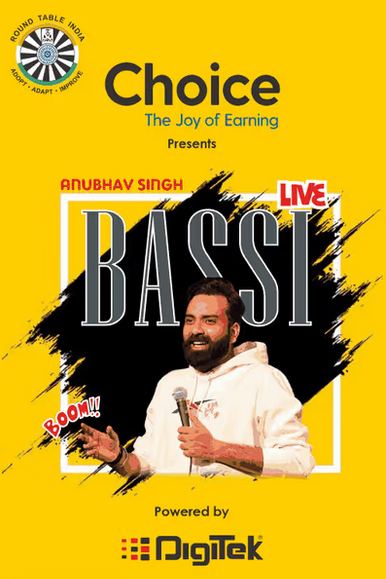 ROUND TABLE INDIA
ADOPT • ADAPT • IMPROVE
Choice
The Joy of Earning
Presents
ANUBHAV SINGH
LIVE
BASSI
BOOM!!
Powered by
DIGITEK®